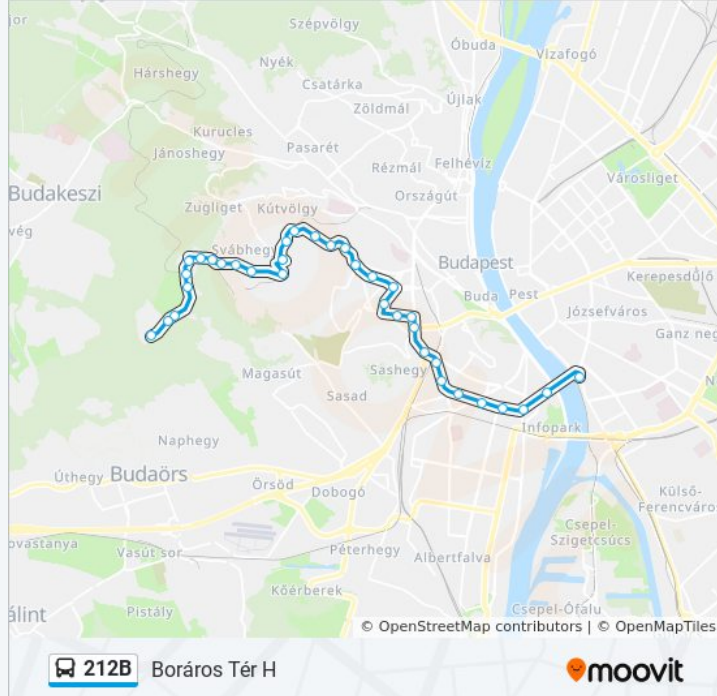 jor
Szépvölgy
Óbuda
Vizafogó
Nyék
Hárshegy
Csatárka
Zöldmál
Újlak
Kurucles
Jánoshegy
Pasarét
Rézmál
Felhévíz
Városliget
Budakeszi
Országút
Zugliget
Kútvölgy
vég
Svábhegy
Budapest
Kerepesdűlő
Buda
Pest
Józsefváros
Ganz neg
Magasút
Sashegy
Sasad
Infopark
Naphegy
Úthegy
Budaörs
Örsöd
Dobogó
Külső-
Ferencváros
Csepel-
Szigetcsúcs
ovastanya
Vasút sor
Péterhegy
Albertfalva
Kőérberek
Csepel-Ófalu
álint
Pistály
© OpenStreetMap contributors | © OpenMapTiles
212B
Boráros Tér H
moovit